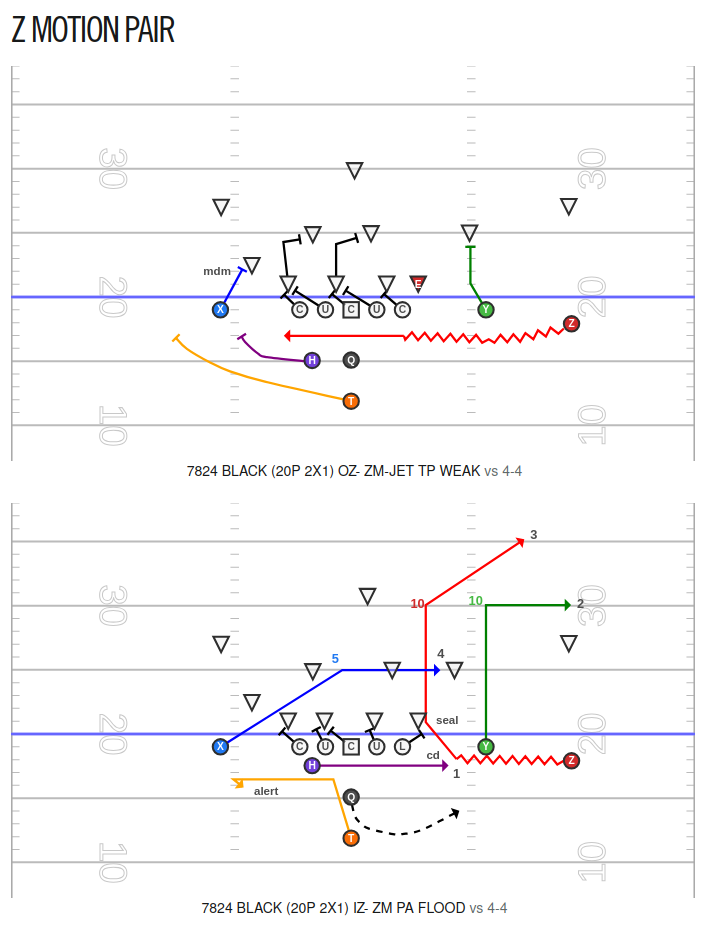 Z MOTION PAIR
30 30
mdm
E
20 20
X C U C U C Y Z
H Q
T
10 10
7824 BLACK (20P 2X1) OZ- ZM-JET TP WEAK vs 4-4
3
10 10 2
30 30
5 4
seal
20 20
X C U C U L Y Z
cd
H 1
alert Q
T
10 10
7824 BLACK (20P 2X1) IZ- ZM PA FLOOD vs 4-4